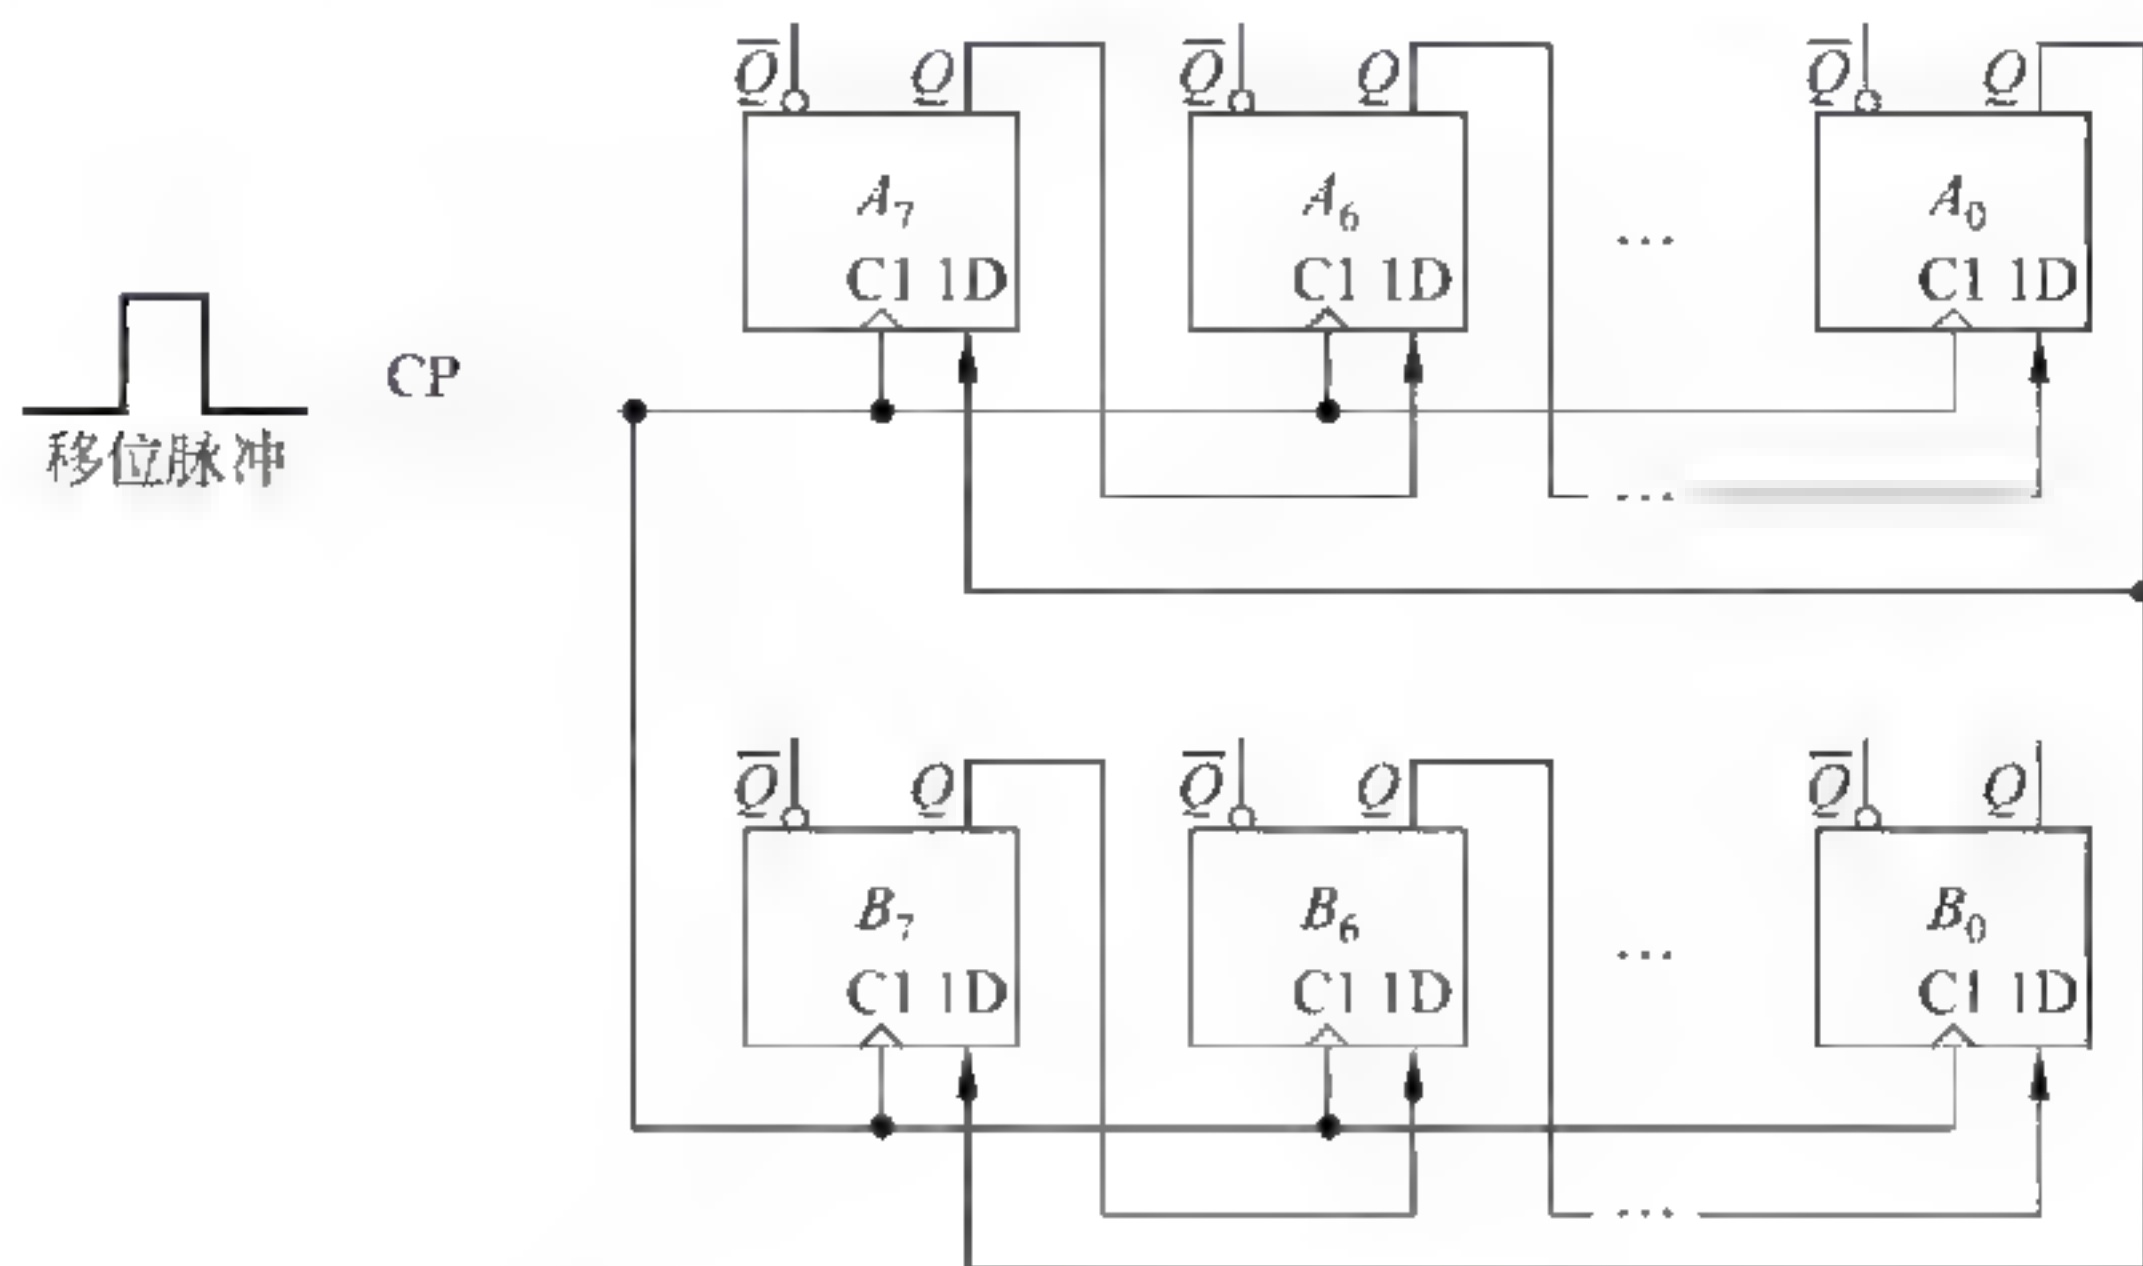 Q̅ Q Q̅ Q Q̅ Q
A₇ A₆ A₀
… 
C1 1D C1 1D C1 1D
CP
移位脉冲
…
Q̅ Q Q̅ Q Q̅ Q
B₇ B₆ B₀
…
C1 1D C1 1D C1 1D
…